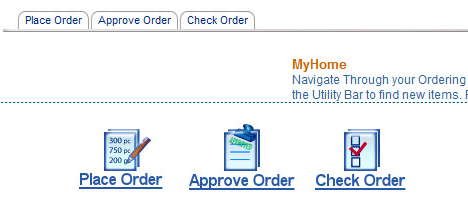 Place Order Approve Order Check Order
MyHome
Navigate Through your Ordering
the Utility Bar to find new items.
300 pc
750 pc
200 pc
Place Order Approve Order Check Order